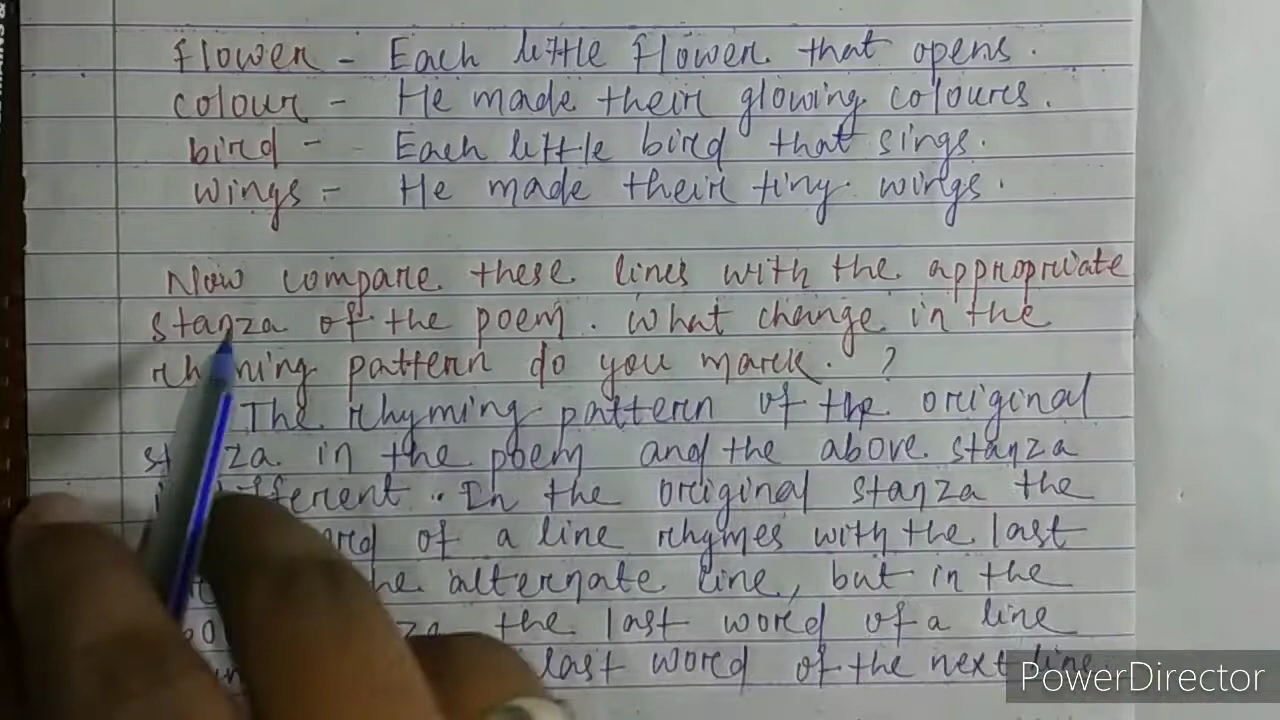 flower - Each little flower that opens.
colour - He made their glowing colours.
bird - Each little bird that sings.
wings - He made their tiny wings.
Now compare these lines with the appropriate
stanza of the poem. What change in the
pattern do you mark. ?
The rhyming pattern of the original
in the poem and the above stanza
In the original stanza the
of a line rhymes with the last
alternate line, but in the
the last word of a line
last word of the next line.
PowerDirector